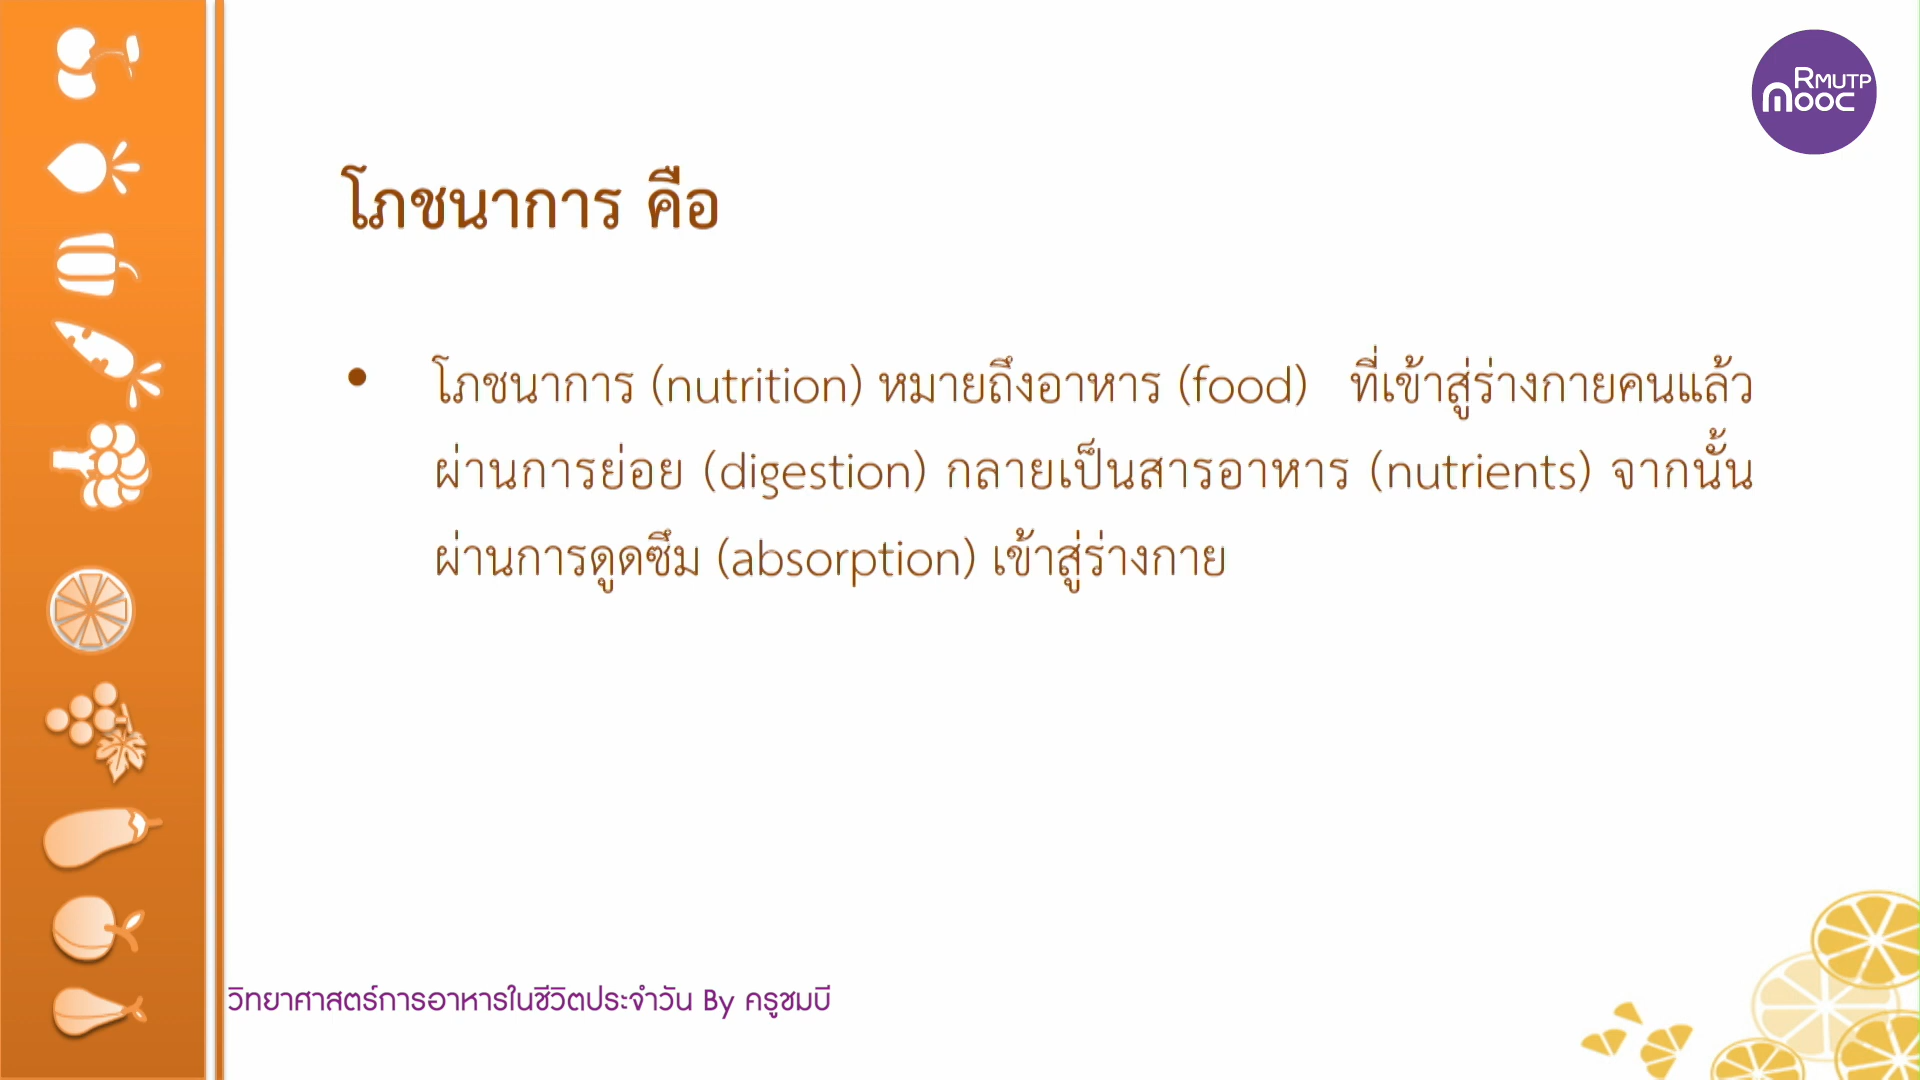 RMUTP
MOOC
โภชนาการ คือ
• โภชนาการ (nutrition) หมายถึงอาหาร (food) ที่เข้าสู่ร่างกายคนแล้ว
ผ่านการย่อย (digestion) กลายเป็นสารอาหาร (nutrients) จากนั้น
ผ่านการดูดซึม (absorption) เข้าสู่ร่างกาย
วิทยาศาสตร์การอาหารในชีวิตประจำวัน By ครูชมบี